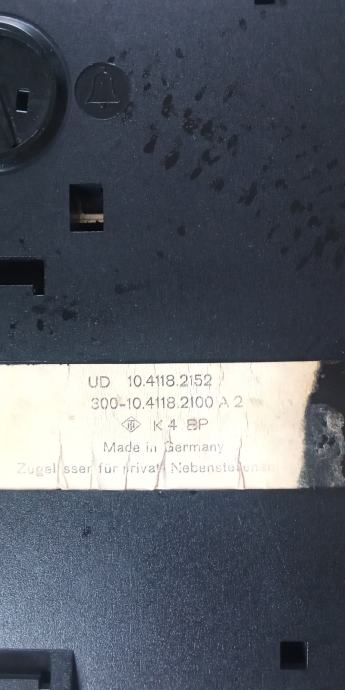 UD 10.4118.2152
300-10.4118.2100 A 2
K 4 BP
Made in Germany
für privat